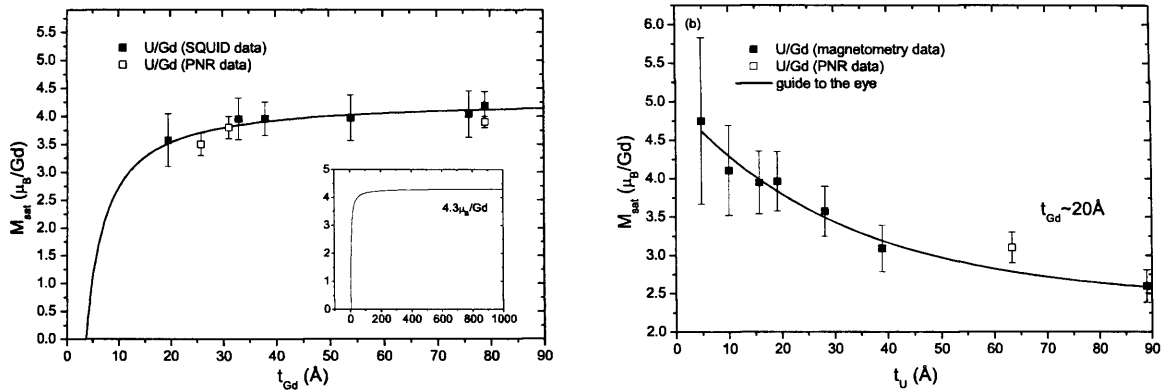 5.5
5.0
4.5
4.0
3.5
3.0
2.5
2.0
1.5
1.0
0.5
0.0
M_sat (μ_B/Gd)
■ U/Gd (SQUID data)
□ U/Gd (PNR data)
5
4
3
2
1
0
4.3μ_B/Gd
0 200 400 600 800 1000
0 10 20 30 40 50 60 70 80 90
t_Gd (Å)
6.0
5.5
5.0
4.5
4.0
3.5
3.0
2.5
2.0
M_sat (μ_B/Gd)
(b)
■ U/Gd (magnetometry data)
□ U/Gd (PNR data)
guide to the eye
t_Gd~20Å
0 10 20 30 40 50 60 70 80 90
t_U (Å)